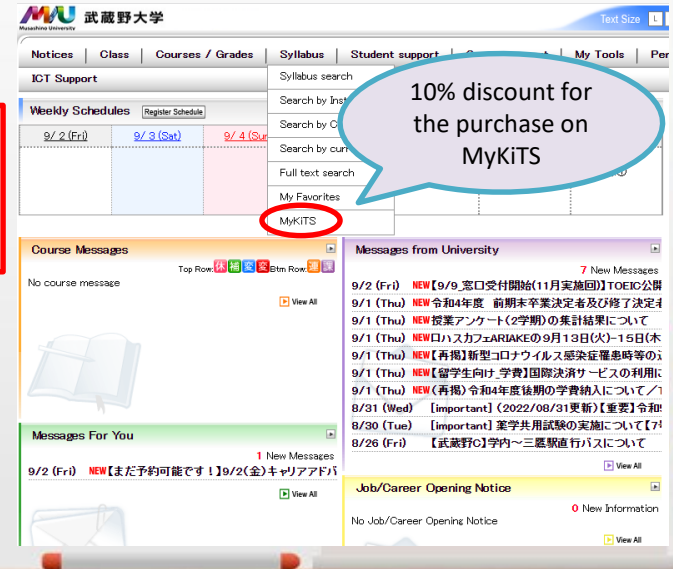 武蔵野大学
Musashino University
Text Size L
Notices Class Courses / Grades Syllabus Student support My Tools
ICT Support
Syllabus search
Search by
Search by
Search by
Full text search
My Favorites
MyKiTS
10% discount for
the purchase on
MyKiTS
Weekly Schedules Register Schedule
9/ 2 (Fri) 9/ 3 (Sat) 9/ 4
Course Messages
Top Row: 休 補 変 変 Btm Row: 遅 課
No course message
View All
Messages For You
1 New Messages
9/2 (Fri) NEW【まだ予約可能です!】9/2(金)キャリアアドバ
View All
Messages from University
7 New Messages
9/2 (Fri) NEW【9/9_窓口受付開始(11月実施回)】TOEIC公開
9/1 (Thu) NEW令和4年度 前期末卒業決定者及び修了決定者
9/1 (Thu) NEW授業アンケート(2学期)の集計結果について
9/1 (Thu) NEWロハスカフェARIAKEの9月13日(火)-15日(木
9/1 (Thu) NEW【再掲】新型コロナウイルス感染症罹患時等の
9/1 (Thu) NEW【留学生向け_学費】国際決済サービスの利用に
9/1 (Thu) NEW(再掲)令和4年度後期の学費納入について/
8/31 (Wed) [important] (2022/08/31更新)【重要】令和
8/30 (Tue) [important] 薬学共用試験の実施について【7
8/26 (Fri) 【武蔵野C】学内～三鷹駅直行バスについて
View All
Job/Career Opening Notice
0 New Information
No Job/Career Opening Notice
View All